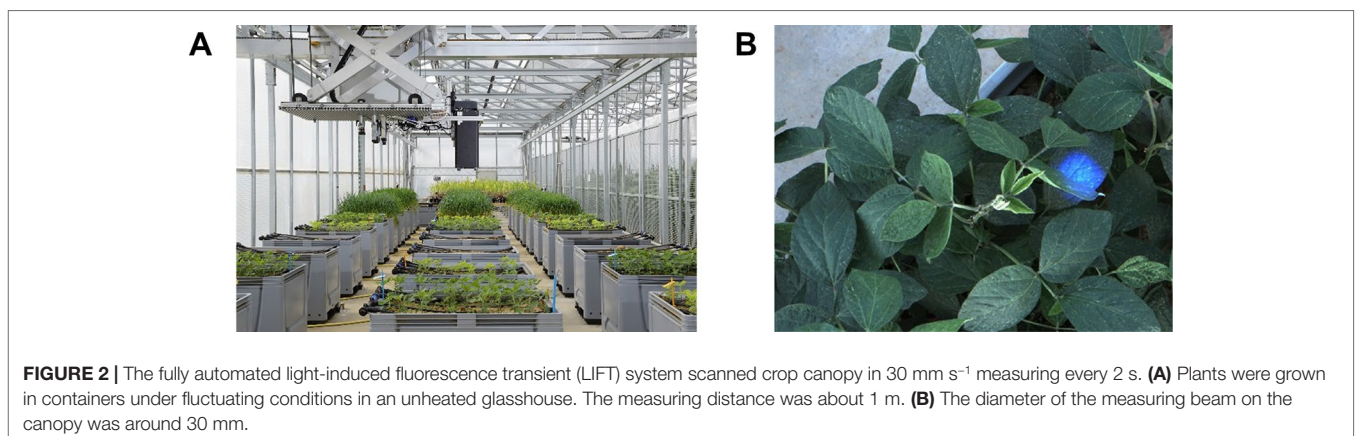 A
B
FIGURE 2 | The fully automated light-induced fluorescence transient (LIFT) system scanned crop canopy in 30 mm s⁻¹ measuring every 2 s. (A) Plants were grown
in containers under fluctuating conditions in an unheated glasshouse. The measuring distance was about 1 m. (B) The diameter of the measuring beam on the
canopy was around 30 mm.